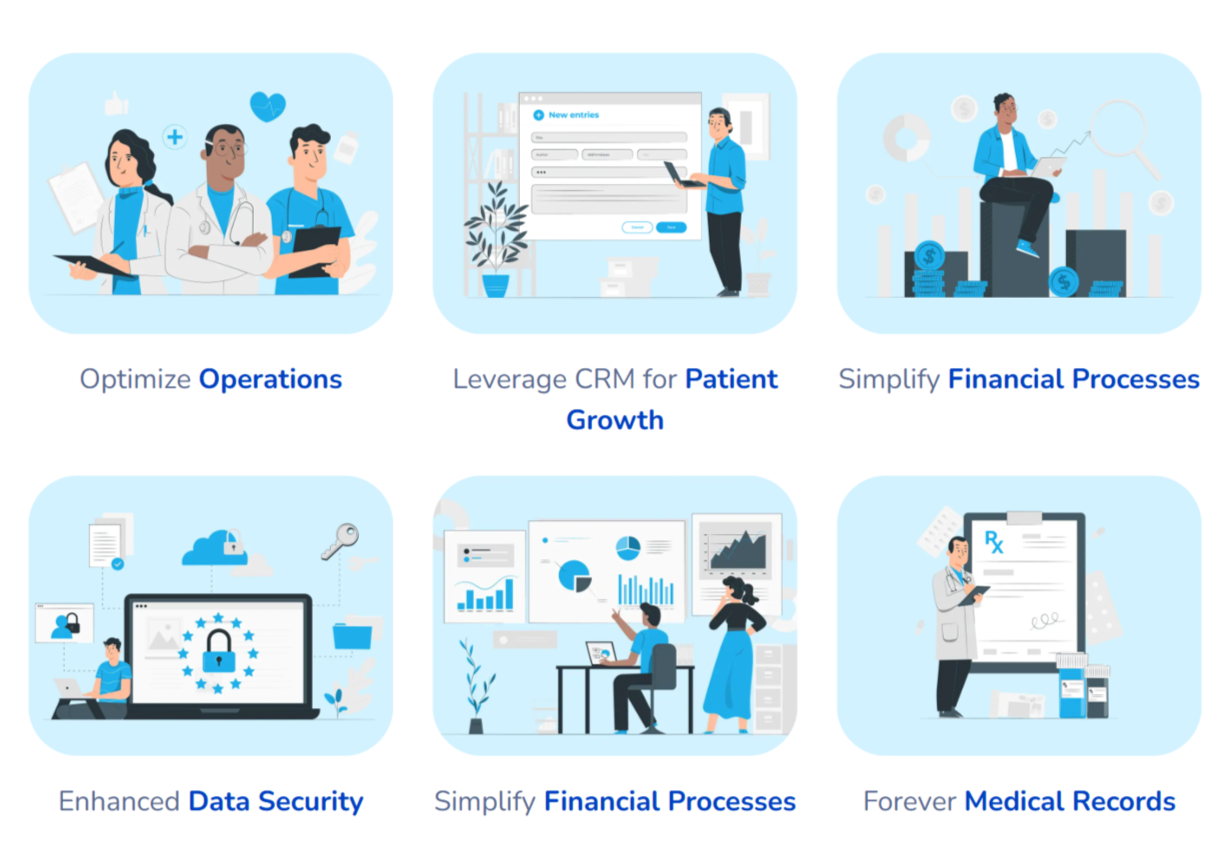 New entries
Optimize Operations
Leverage CRM for Patient
Growth
Simplify Financial Processes
Rx
Enhanced Data Security
Simplify Financial Processes
Forever Medical Records